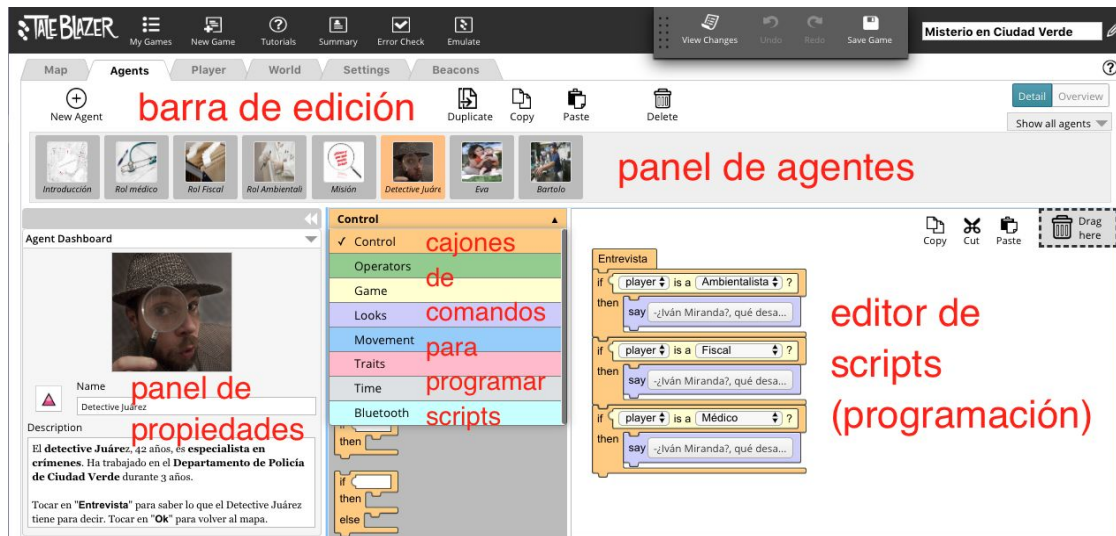 TALEBLAZER
My Games
New Game
Tutorials
Summary
Error Check
Emulate
View Changes
Undo
Redo
Save Game
Misterio en Ciudad Verde
Map
Agents
Player
World
Settings
Beacons
New Agent
barra de edición
Duplicate
Copy
Paste
Delete
Detail
Overview
Show all agents
Introducción
Rol médico
Rol Fiscal
Rol Ambientali
Misión
Detective Juáre
Eva
Bartolo
panel de agentes
Agent Dashboard
Name
Detective Juárez
panel de
propiedades
Description
El detective Juárez, 42 años, es especialista en
crímenes. Ha trabajado en el Departamento de Policía
de Ciudad Verde durante 3 años.
Tocar en "Entrevista" para saber lo que el Detective Juárez
tiene para decir. Tocar en "Ok" para volver al mapa.
Control
✓ Control
Operators
Game
Looks
Movement
Traits
Time
Bluetooth
cajones
de
comandos
para
programar
scripts
if
then
if
then
else
Copy
Cut
Paste
Drag
here
Entrevista
if player is a Ambientalista ?
then
say -¿Iván Miranda?, qué desa...
if player is a Fiscal ?
then
say -¿Iván Miranda?, qué desa...
if player is a Médico ?
then
say -¿Iván Miranda?, qué desa...
editor de
scripts
(programación)